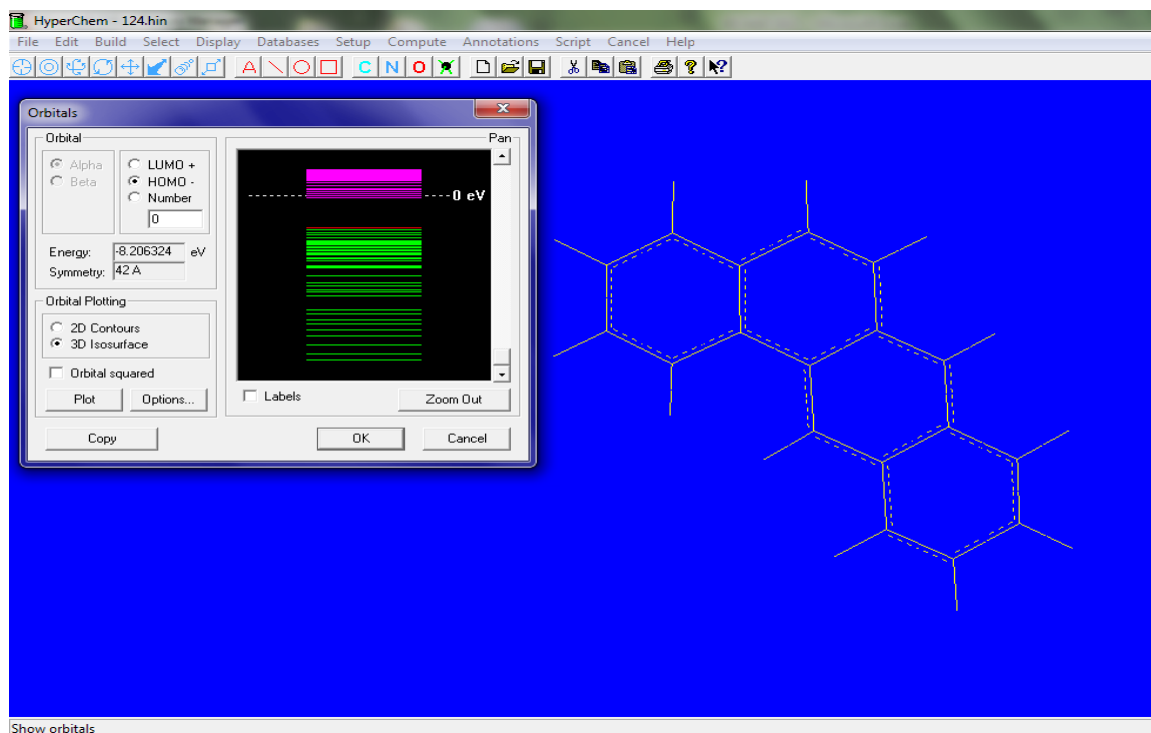 HyperChem - 124.hin
File Edit Build Select Display Databases Setup Compute Annotations Script Cancel Help
A C N O
Orbitals
Orbital
Alpha
Beta
LUMO +
HOMO -
Number
0
Energy: -8.206324 eV
Symmetry: 42 A
Orbital Plotting
2D Contours
3D Isosurface
Orbital squared
Plot Options...
Pan
0 eV
Labels Zoom Out
Copy OK Cancel
Show orbitals